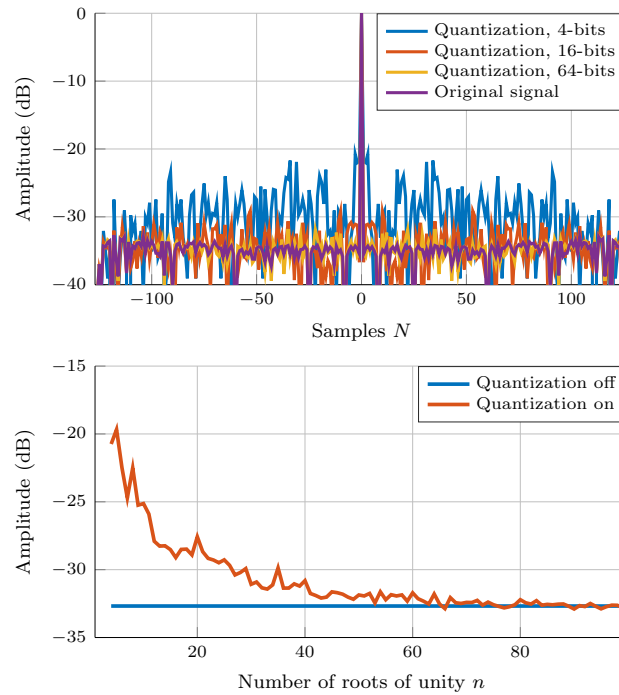 0
−10
−20
−30
−40
Amplitude (dB)
Quantization, 4-bits
Quantization, 16-bits
Quantization, 64-bits
Original signal
−100
−50
0
50
100
Samples N
−15
−20
−25
−30
−35
Amplitude (dB)
Quantization off
Quantization on
20
40
60
80
Number of roots of unity n